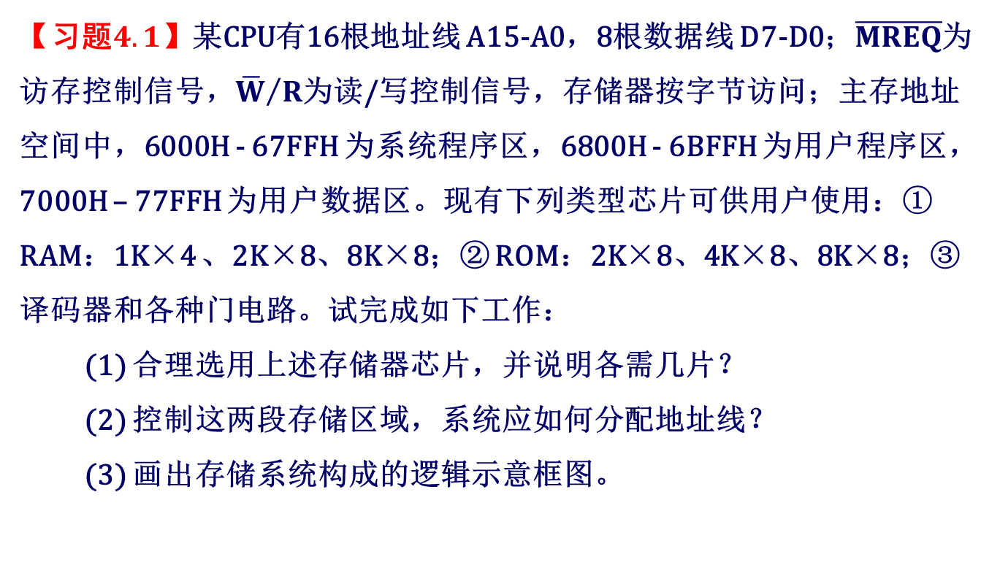 【习题4.1】某CPU有16根地址线 A15-A0，8根数据线 D7-D0；$\overline{\text{MREQ}}$为
访存控制信号，$\overline{\text{W}}$/R为读/写控制信号，存储器按字节访问；主存地址
空间中，6000H - 67FFH 为系统程序区，6800H - 6BFFH 为用户程序区，
7000H – 77FFH 为用户数据区。现有下列类型芯片可供用户使用：①
RAM：1K×4 、2K×8、8K×8；② ROM：2K×8、4K×8、8K×8；③
译码器和各种门电路。试完成如下工作：
(1) 合理选用上述存储器芯片，并说明各需几片？
(2) 控制这两段存储区域，系统应如何分配地址线？
(3) 画出存储系统构成的逻辑示意框图。